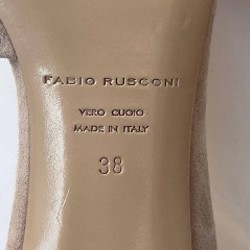 FABIO RUSCONI
VERO CUOIO
MADE IN ITALY
38